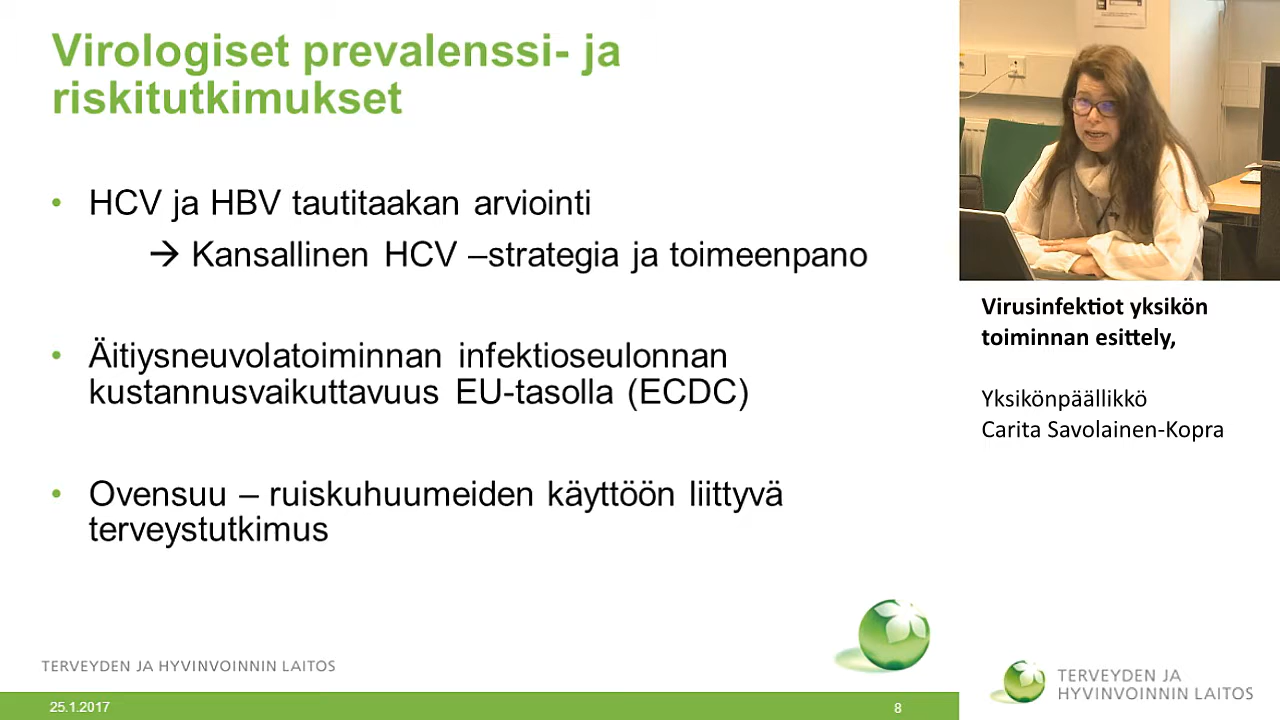 Virologiset prevalenssi- ja
riskitutkimukset
• HCV ja HBV tautitaakan arviointi
→ Kansallinen HCV –strategia ja toimeenpano
• Äitiysneuvolatoiminnan infektioseulonnan
kustannusvaikuttavuus EU-tasolla (ECDC)
• Ovensuu – ruiskuhuumeiden käyttöön liittyvä
terveystutkimus
TERVEYDEN JA HYVINVOINNIN LAITOS
25.1.2017
8
Virusinfektiot yksikön
toiminnan esittely,
Yksikönpäällikkö
Carita Savolainen-Kopra
TERVEYDEN JA
HYVINVOINNIN LAITOS